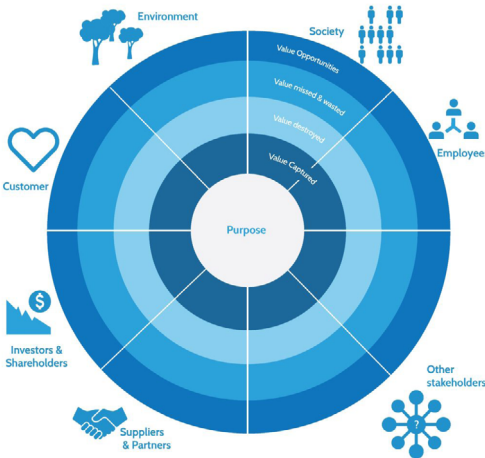 Environment
Society
Value Opportunities
Value missed & wasted
Value destroyed
Value Captured
Employee
Customer
Purpose
$
Investors &
Shareholders
Other
stakeholders
?
Suppliers
& Partners